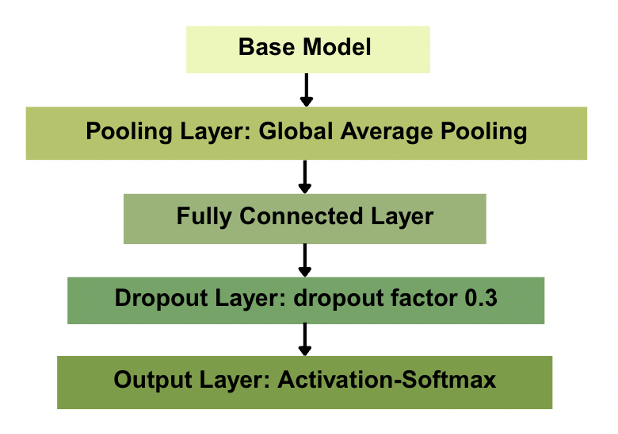 Base Model
Pooling Layer: Global Average Pooling
Fully Connected Layer
Dropout Layer: dropout factor 0.3
Output Layer: Activation-Softmax